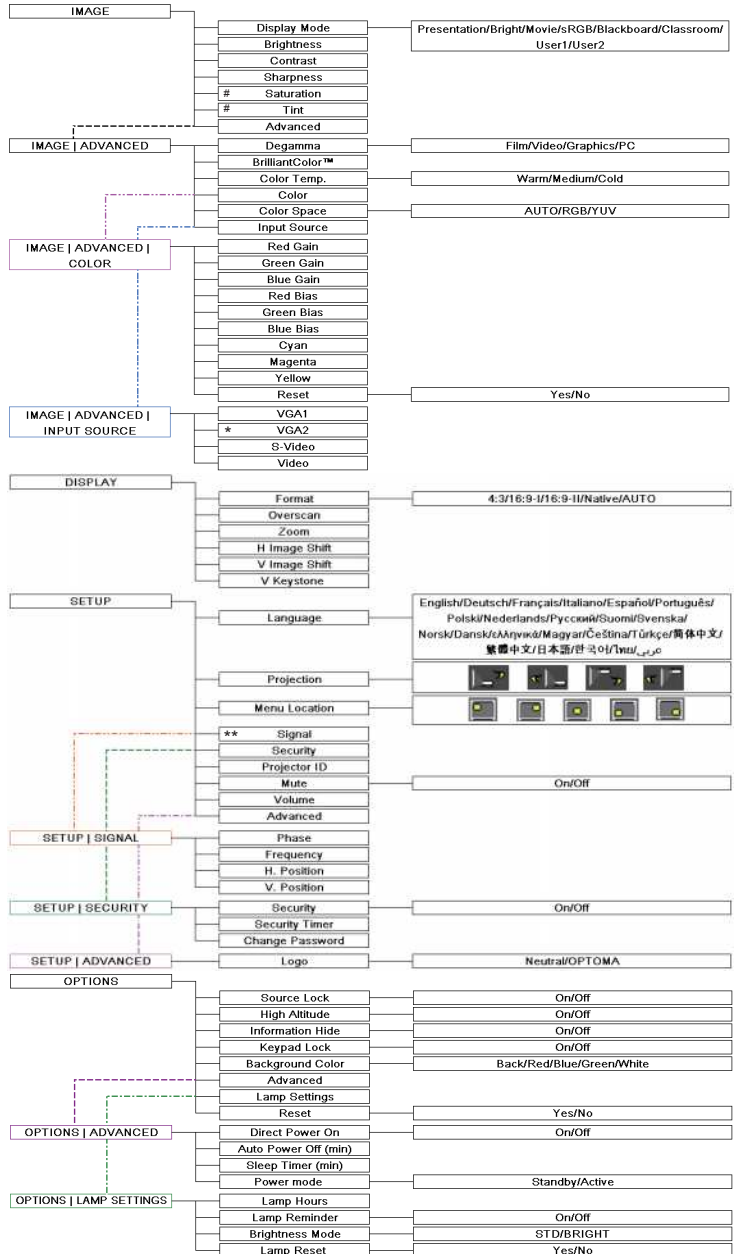 IMAGE
Display Mode
Presentation/Bright/Movie/sRGB/Blackboard/Classroom/
User1/User2
Brightness
Contrast
Sharpness
# Saturation
# Tint
Advanced
IMAGE | ADVANCED
Degamma
Film/Video/Graphics/PC
BrilliantColor™
Color Temp.
Warm/Medium/Cold
Color
Color Space
AUTO/RGB/YUV
Input Source
IMAGE | ADVANCED |
COLOR
Red Gain
Green Gain
Blue Gain
Red Bias
Green Bias
Blue Bias
Cyan
Magenta
Yellow
Reset
Yes/No
IMAGE | ADVANCED |
INPUT SOURCE
VGA1
* VGA2
S-Video
Video
DISPLAY
Format
4:3/16:9-I/16:9-II/Native/AUTO
Overscan
Zoom
H Image Shift
V Image Shift
V Keystone
SETUP
Language
English/Deutsch/Français/Italiano/Español/Português/
Polski/Nederlands/Русский/Suomi/Svenska/
Norsk/Dansk/ελληνικά/Magyar/Čeština/Türkçe/简体中文/
繁體中文/日本語/한국어/ไทย/عربي
Projection
Menu Location
** Signal
Security
Projector ID
Mute
On/Off
Volume
Advanced
SETUP | SIGNAL
Phase
Frequency
H. Position
V. Position
SETUP | SECURITY
Security
On/Off
Security Timer
Change Password
SETUP | ADVANCED
Logo
Neutral/OPTOMA
OPTIONS
Source Lock
On/Off
High Altitude
On/Off
Information Hide
On/Off
Keypad Lock
On/Off
Background Color
Back/Red/Blue/Green/White
Advanced
Lamp Settings
Reset
Yes/No
OPTIONS | ADVANCED
Direct Power On
On/Off
Auto Power Off (min)
Sleep Timer (min)
Power mode
Standby/Active
OPTIONS | LAMP SETTINGS
Lamp Hours
Lamp Reminder
On/Off
Brightness Mode
STD/BRIGHT
Lamp Reset
Yes/No